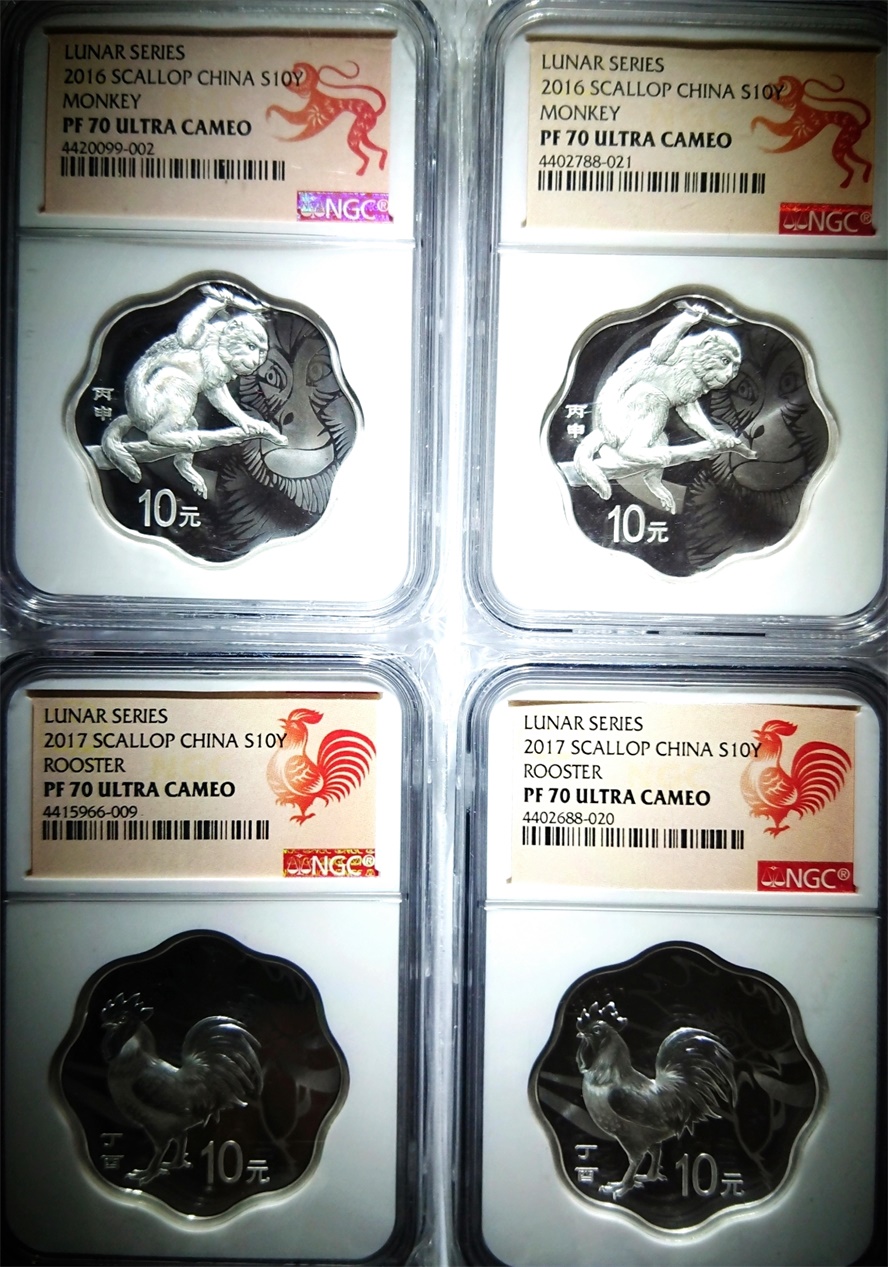 LUNAR SERIES
2016 SCALLOP CHINA S10Y
MONKEY
PF 70 ULTRA CAMEO
4420099-002
NGC®
丙
申
10元
LUNAR SERIES
2016 SCALLOP CHINA S10Y
MONKEY
PF 70 ULTRA CAMEO
4402788-021
NGC®
丙
申
10元
LUNAR SERIES
2017 SCALLOP CHINA S10Y
ROOSTER
PF 70 ULTRA CAMEO
4415966-009
NGC®
丁
酉
10元
LUNAR SERIES
2017 SCALLOP CHINA S10Y
ROOSTER
PF 70 ULTRA CAMEO
4402688-020
NGC®
丁
酉
10元